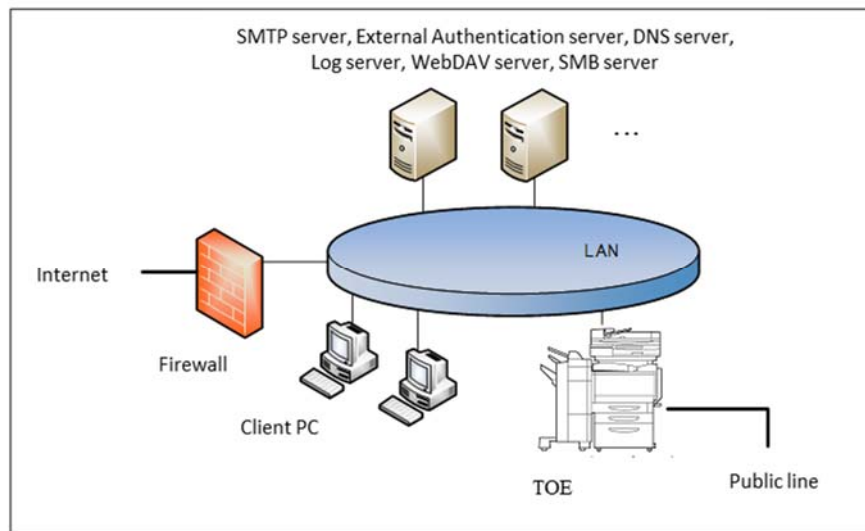 SMTP server, External Authentication server, DNS server,
Log server, WebDAV server, SMB server
...
LAN
Internet
Firewall
Client PC
TOE
Public line